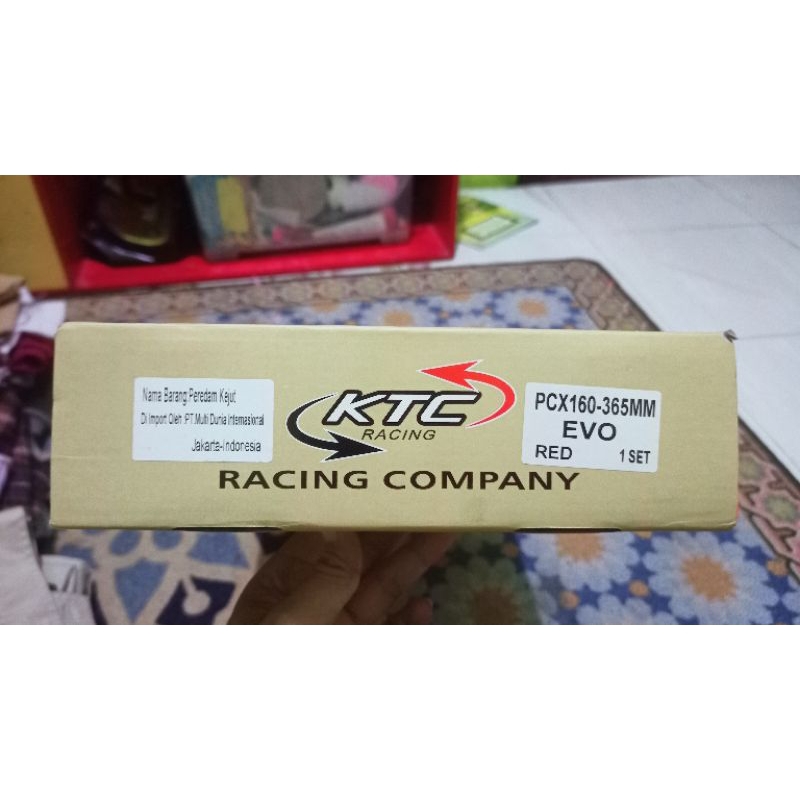 Nama Barang:Peredam Kejut
Di Import Oleh :PT.Multi Dunia Internasional
Jakarta-indonesia
KTC
RACING
RACING COMPANY
PCX160-365MM
EVO
RED 1 SET